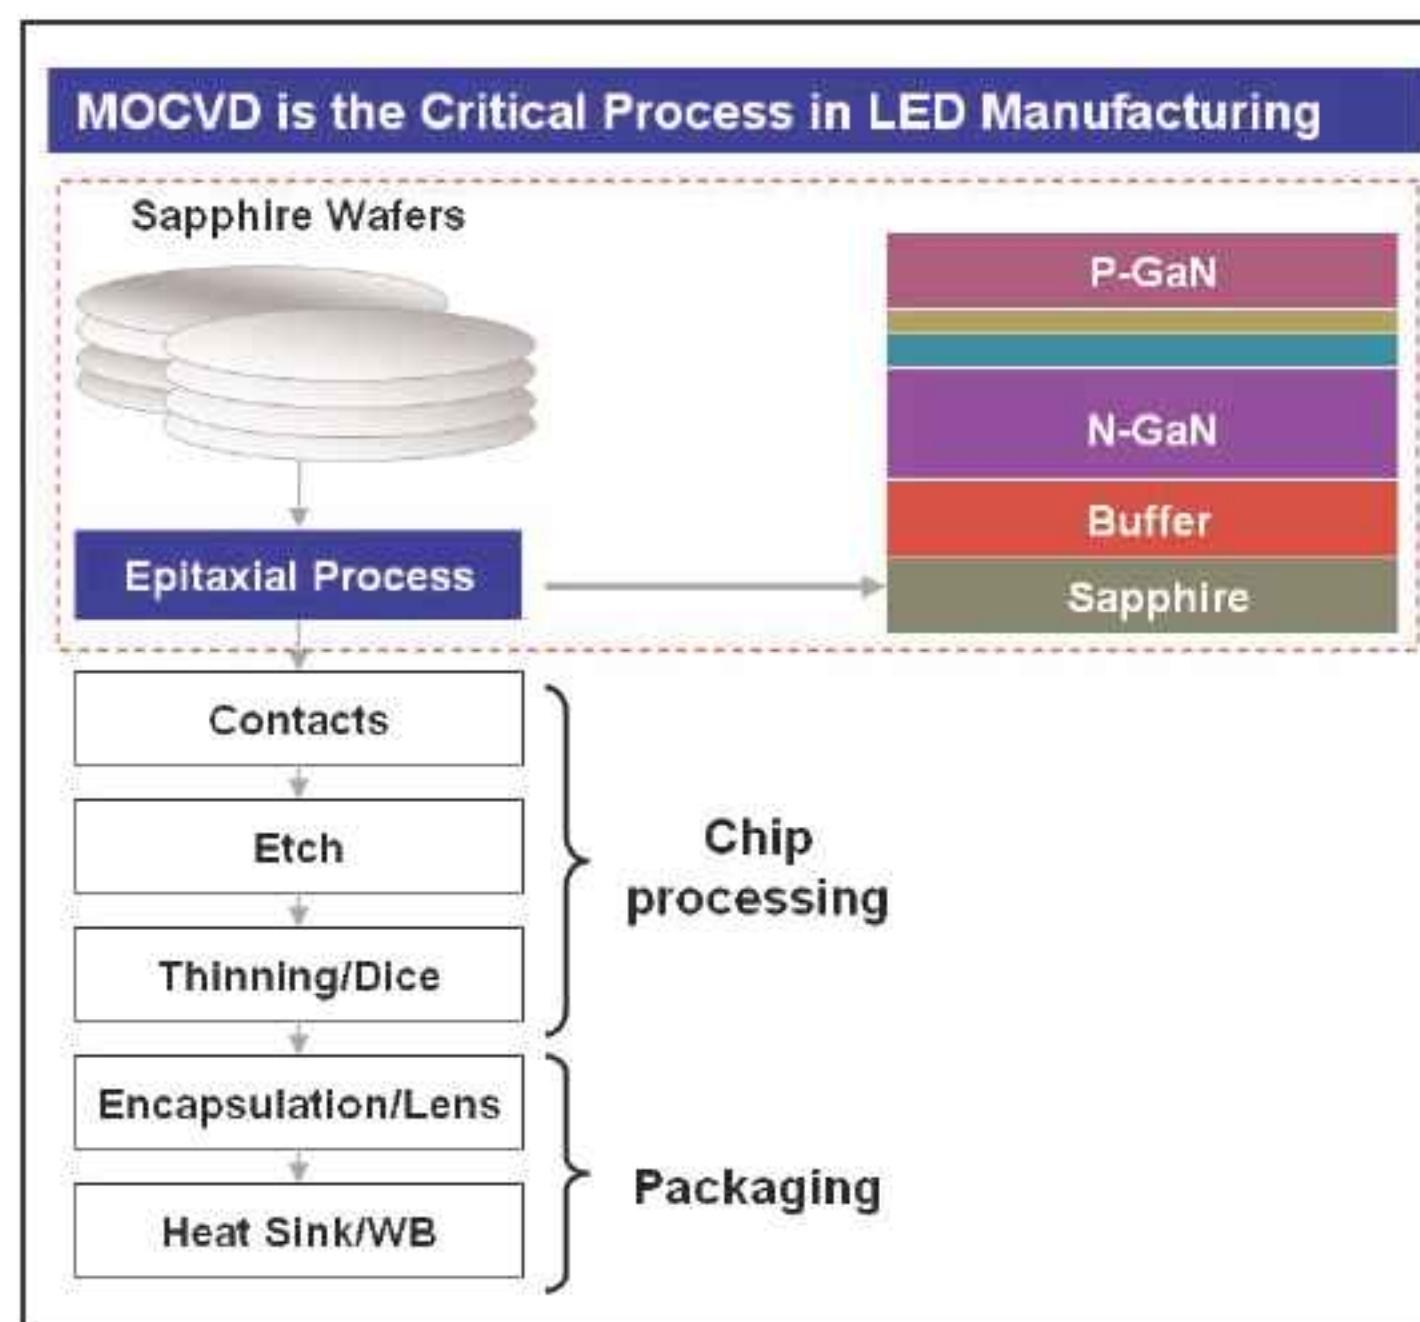 MOCVD is the Critical Process in LED Manufacturing
Sapphire Wafers
P-GaN
N-GaN
Buffer
Sapphire
Epitaxial Process
Contacts
Etch
Thinning/Dice
Chip
processing
Encapsulation/Lens
Heat Sink/WB
Packaging